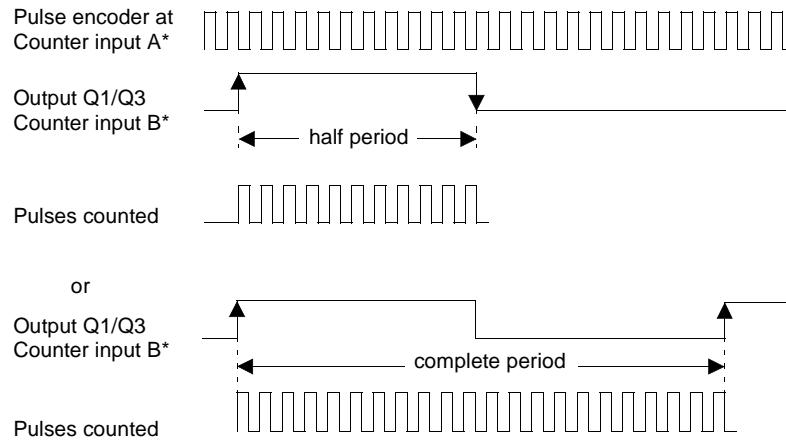 Pulse encoder at
Counter input A*
Output Q1/Q3
Counter input B*
half period
Pulses counted
or
Output Q1/Q3
Counter input B*
complete period
Pulses counted